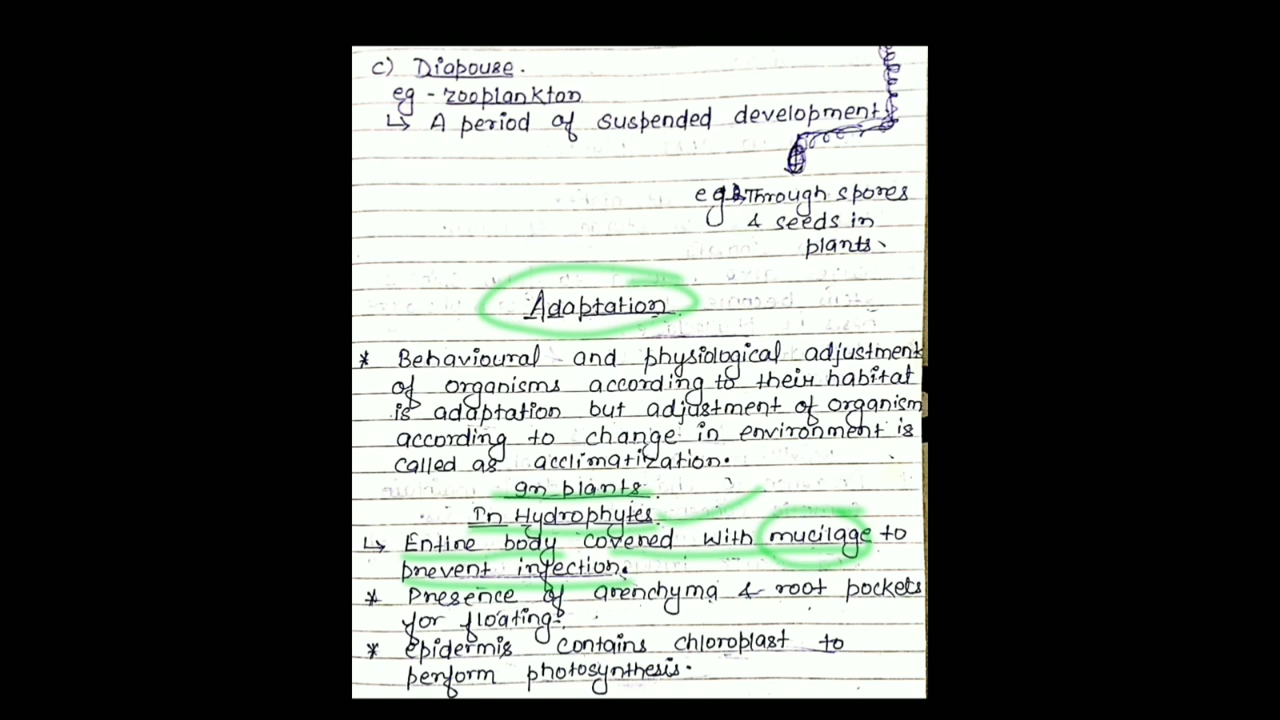 c) Diapouse.
eg - zooplankton
↳ A period of suspended development
eg → Through spores
& seeds in
plants.
Adaptation
* Behavioural and physiological adjustment
of organisms according to their habitat
is adaptation but adjustment of organism
according to change in environment is
called as acclimatization.
In plants
In Hydrophytes
↳ Entire body covered with mucilage to
prevent infection.
* Presence of arenchyma & root pockets
for floating.
* epidermis contains chloroplast to
perform photosynthesis.